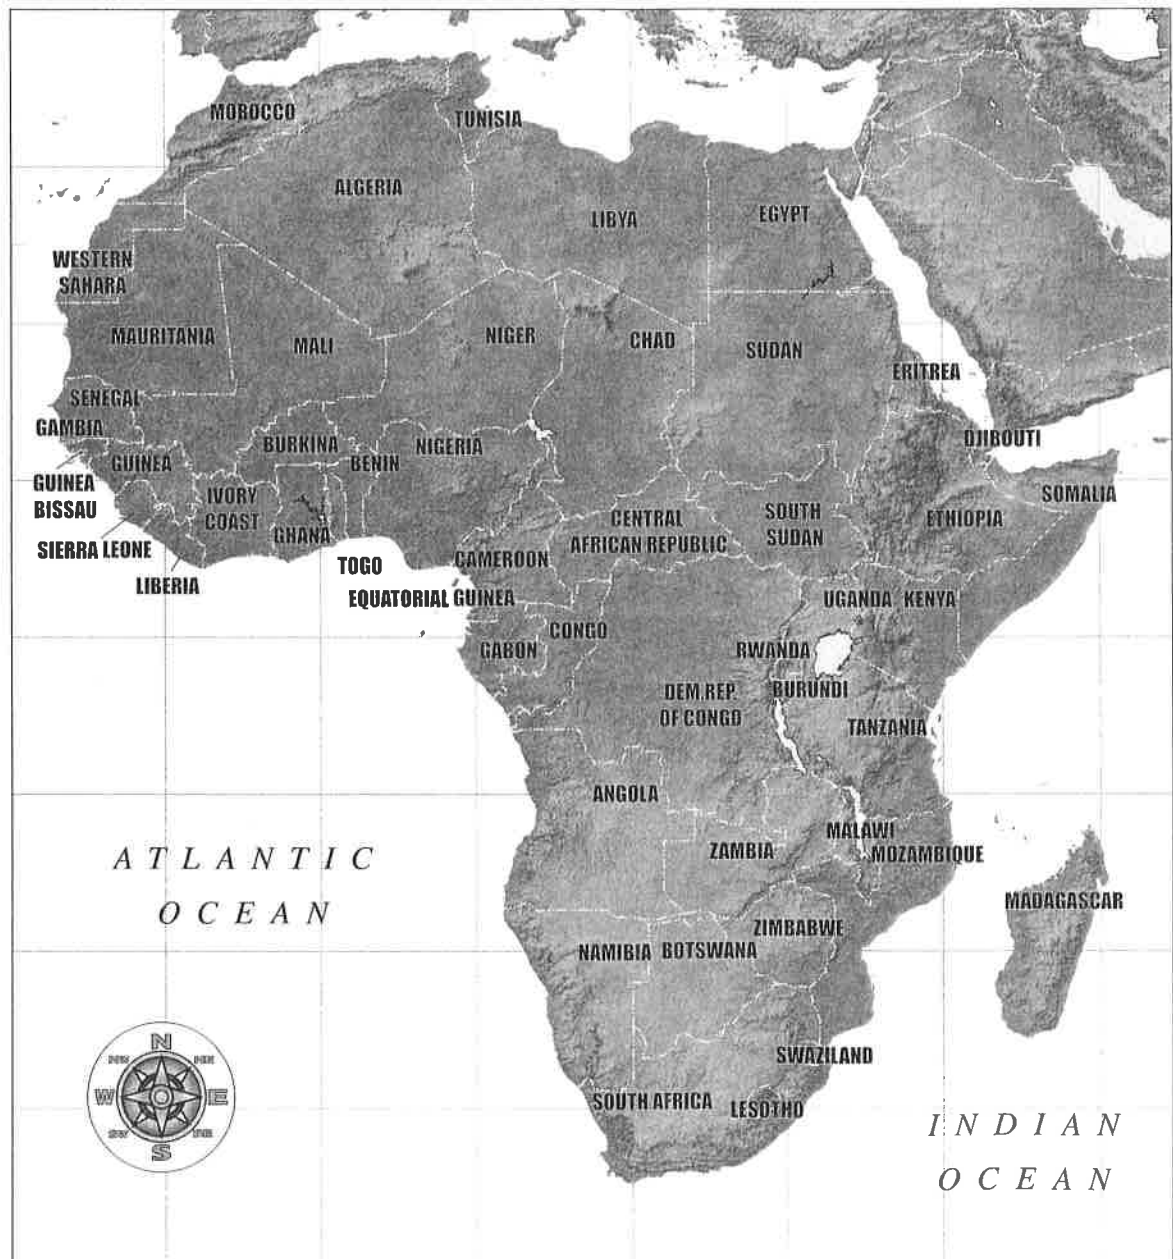 MOROCCO
TUNISIA
ALGERIA
LIBYA
EGYPT
WESTERN
SAHARA
MAURITANIA
MALI
NIGER
CHAD
SUDAN
ERITREA
SENEGAL
GAMBIA
GUINEA
BISSAU
GUINEA
BURKINA
BENIN
NIGERIA
DJIBOUTI
SOMALIA
ETHIOPIA
IVORY
COAST
GHANA
SIERRA LEONE
LIBERIA
TOGO
CENTRAL
AFRICAN REPUBLIC
SOUTH
SUDAN
CAMEROON
EQUATORIAL GUINEA
CONGO
GABON
UGANDA
KENYA
RWANDA
BURUNDI
DEM.REP.
OF CONGO
TANZANIA
ANGOLA
ZAMBIA
MALAWI
MOZAMBIQUE
MADAGASCAR
ATLANTIC
OCEAN
ZIMBABWE
NAMIBIA
BOTSWANA
SWAZILAND
SOUTH AFRICA
LESOTHO
INDIAN
OCEAN
N
W
E
SW
S